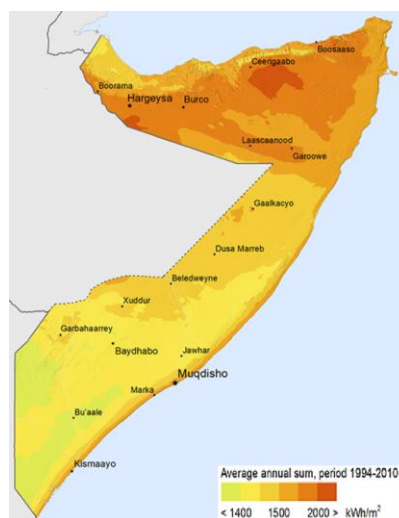 Boosaaso
Ceerigaabo
Boorama
Hargeysa
Burco
Laascaanood
Garoowe
Gaalkacyo
Dusa Marreb
Beledweyne
Xuddur
Garbahaarrey
Baydhabo
Jawhar
Muqdisho
Marka
Bu'aale
Kismaayo
Average annual sum, period 1994-2010
< 1400 1500 2000 > kWh/m²